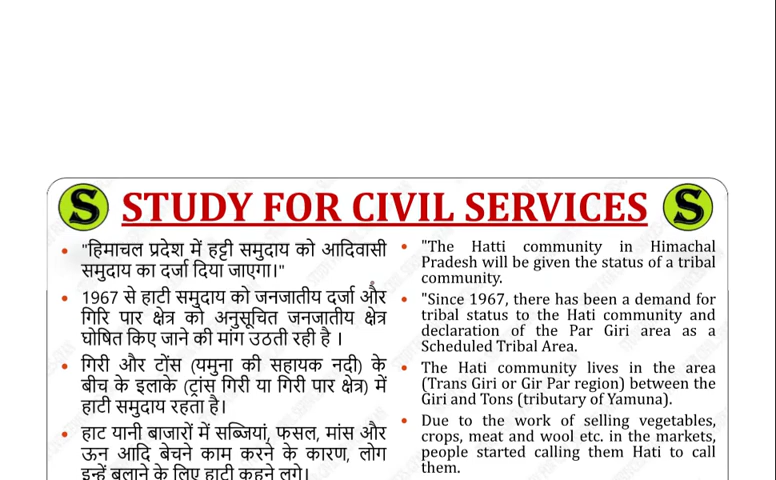 S STUDY FOR CIVIL SERVICES S
• "हिमाचल प्रदेश में हट्टी समुदाय को आदिवासी
समुदाय का दर्जा दिया जाएगा।"
• 1967 से हाटी समुदाय को जनजातीय दर्जा और
गिरि पार क्षेत्र को अनुसूचित जनजातीय क्षेत्र
घोषित किए जाने की मांग उठती रही है ।
• गिरी और टोंस (यमुना की सहायक नदी) के
बीच के इलाके (ट्रांस गिरी या गिरी पार क्षेत्र) में
हाटी समुदाय रहता है।
• हाट यानी बाजारों में सब्जियां, फसल, मांस और
ऊन आदि बेचने काम करने के कारण, लोग
इन्हें बुलाने के लिए हाटी कहने लगे।
• "The Hatti community in Himachal
Pradesh will be given the status of a tribal
community.
• "Since 1967, there has been a demand for
tribal status to the Hati community and
declaration of the Par Giri area as a
Scheduled Tribal Area.
• The Hati community lives in the area
(Trans Giri or Gir Par region) between the
Giri and Tons (tributary of Yamuna).
• Due to the work of selling vegetables,
crops, meat and wool etc. in the markets,
people started calling them Hati to call
them.